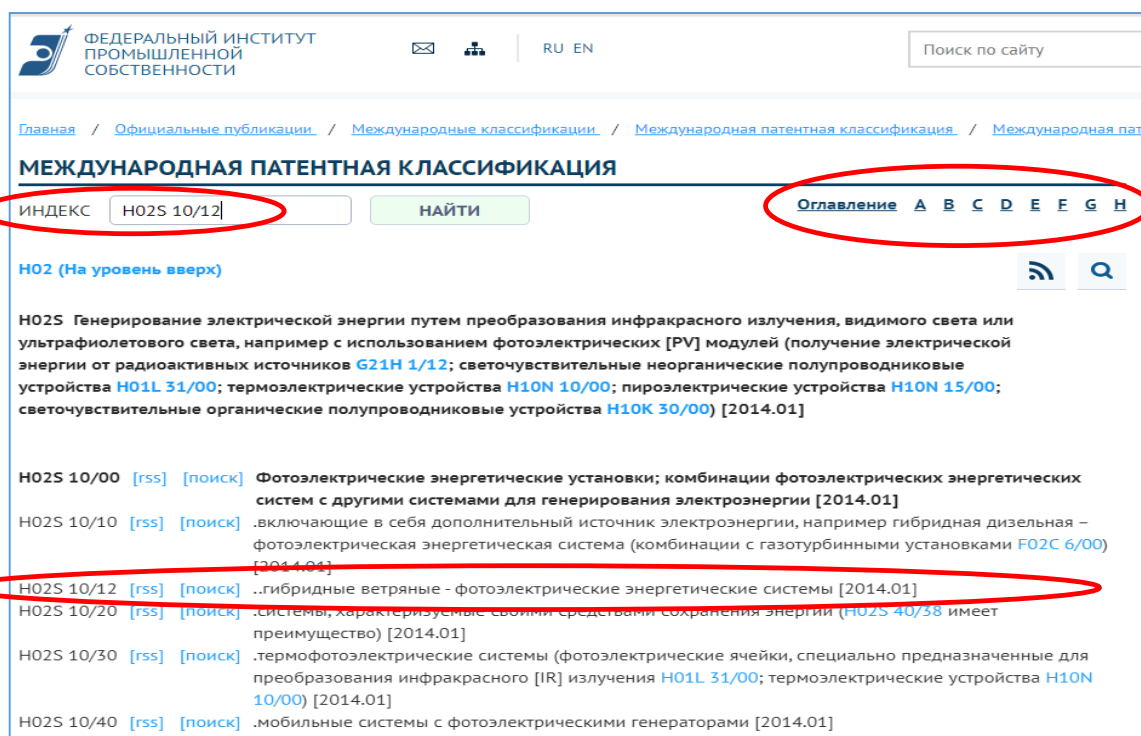 ФЕДЕРАЛЬНЫЙ ИНСТИТУТ
ПРОМЫШЛЕННОЙ
СОБСТВЕННОСТИ
RU EN
Поиск по сайту
Главная / Официальные публикации / Международные классификации / Международная патентная классификация / Международная пат
МЕЖДУНАРОДНАЯ ПАТЕНТНАЯ КЛАССИФИКАЦИЯ
ИНДЕКС H02S 10/12 НАЙТИ Оглавление A B C D E F G H
H02 (На уровень вверх)
H02S Генерирование электрической энергии путем преобразования инфракрасного излучения, видимого света или
ультрафиолетового света, например с использованием фотоэлектрических [PV] модулей (получение электрической
энергии от радиоактивных источников G21H 1/12; светочувствительные неорганические полупроводниковые
устройства H01L 31/00; термоэлектрические устройства H10N 10/00; пироэлектрические устройства H10N 15/00;
светочувствительные органические полупроводниковые устройства H10K 30/00) [2014.01]
H02S 10/00 [rss] [поиск] Фотоэлектрические энергетические установки; комбинации фотоэлектрических энергетических
систем с другими системами для генерирования электроэнергии [2014.01]
H02S 10/10 [rss] [поиск] .включающие в себя дополнительный источник электроэнергии, например гибридная дизельная –
фотоэлектрическая энергетическая система (комбинации с газотурбинными установками F02C 6/00)
[2014.01]
H02S 10/12 [rss] [поиск] ..гибридные ветряные - фотоэлектрические энергетические системы [2014.01]
H02S 10/20 [rss] [поиск] .системы, характеризуемые своими средствами сохранения энергии (H02S 40/38 имеет
преимущество) [2014.01]
H02S 10/30 [rss] [поиск] .термофотоэлектрические системы (фотоэлектрические ячейки, специально предназначенные для
преобразования инфракрасного [IR] излучения H01L 31/00; термоэлектрические устройства H10N
10/00) [2014.01]
H02S 10/40 [rss] [поиск] .мобильные системы с фотоэлектрическими генераторами [2014.01]